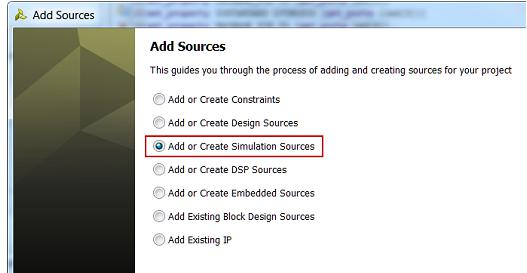 Add Sources
Add Sources
This guides you through the process of adding and creating sources for your project
Add or Create Constraints
Add or Create Design Sources
Add or Create Simulation Sources
Add or Create DSP Sources
Add or Create Embedded Sources
Add Existing Block Design Sources
Add Existing IP